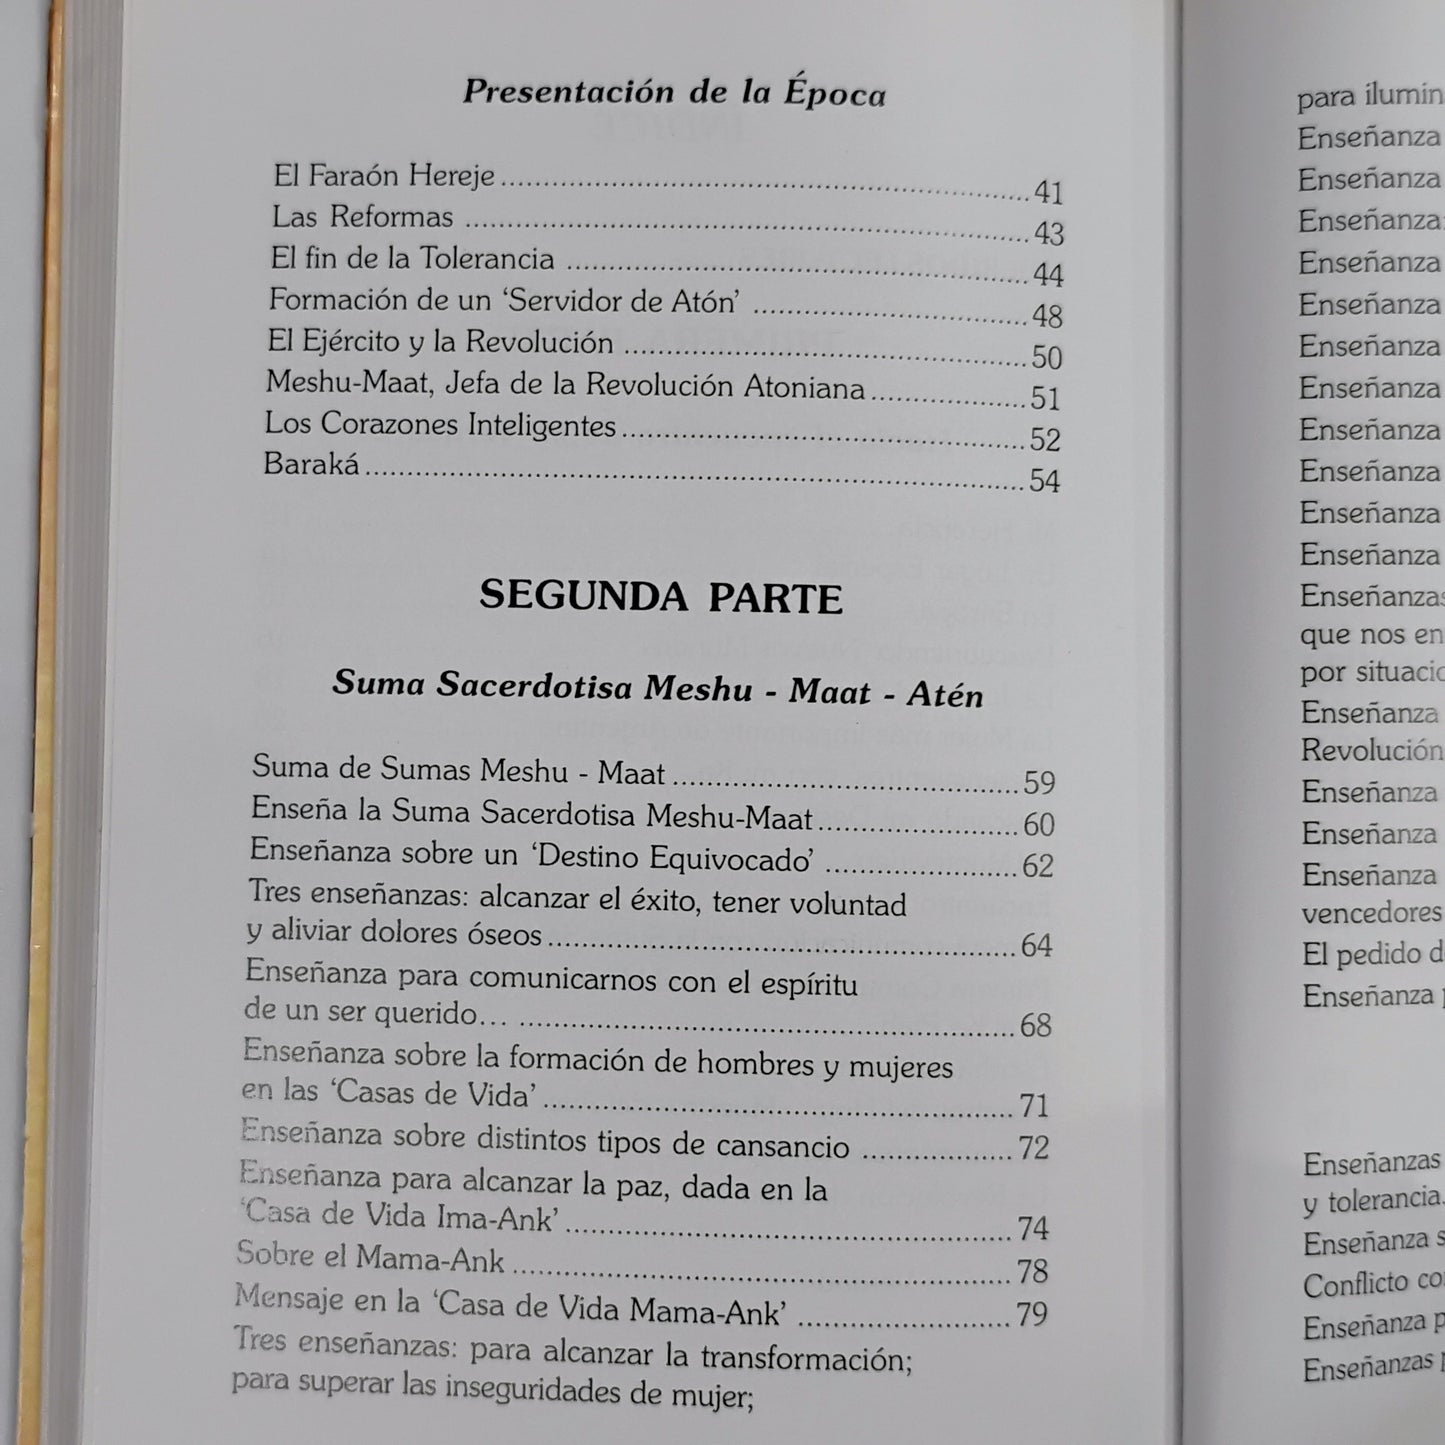 Presentación de la Época
El Faraón Hereje.....41
Las Reformas.....43
El fin de la Tolerancia.....44
Formación de un ‘Servidor de Atón’.....48
El Ejército y la Revolución.....50
Meshu-Maat, Jefa de la Revolución Atoniana.....51
Los Corazones Inteligentes.....52
Baraká.....54
SEGUNDA PARTE
Suma Sacerdotisa Meshu - Maat - Atén
Suma de Sumas Meshu - Maat.....59
Enseña la Suma Sacerdotisa Meshu-Maat.....60
Enseñanza sobre un ‘Destino Equivocado’.....62
Tres enseñanzas: alcanzar el éxito, tener voluntad
y aliviar dolores óseos.....64
Enseñanza para comunicarnos con el espíritu
de un ser querido….....68
Enseñanza sobre la formación de hombres y mujeres
en las ‘Casas de Vida’.....71
Enseñanza sobre distintos tipos de cansancio.....72
Enseñanza para alcanzar la paz, dada en la
‘Casa de Vida Ima-Ank’.....74
Sobre el Mama-Ank.....78
Mensaje en la ‘Casa de Vida Mama-Ank’.....79
Tres enseñanzas: para alcanzar la transformación;
para superar las inseguridades de mujer;
para
Enseñanza
Enseñanza
Enseñanza
Enseñanza
Enseñanza
Enseñanza
Enseñanza
Enseñanza
Enseñanza
Enseñanza
Enseñanza
Enseñanzas
que nos
por
Enseñanza
Revolución
Enseñanza
Enseñanza
Enseñanza
vencedores
El pedido
Enseñanza
Enseñanzas
y tolerancia.
Enseñanza
Conflicto
Enseñanza
Enseñanzas